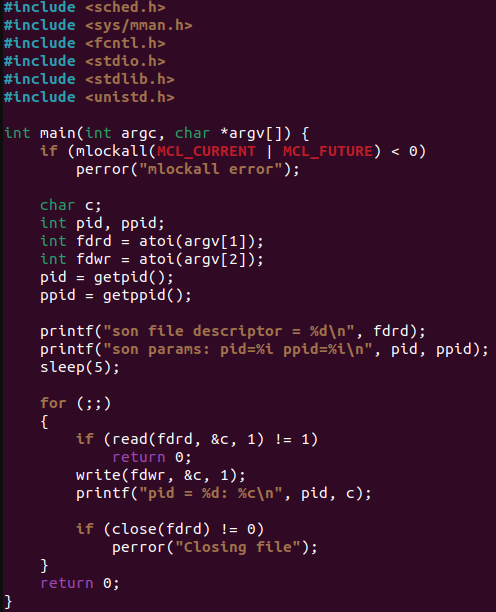 #include <sched.h>
#include <sys/mman.h>
#include <fcntl.h>
#include <stdio.h>
#include <stdlib.h>
#include <unistd.h>

int main(int argc, char *argv[]) {
    if (mlockall(MCL_CURRENT | MCL_FUTURE) < 0)
        perror("mlockall error");

    char c;
    int pid, ppid;
    int fdrd = atoi(argv[1]);
    int fdwr = atoi(argv[2]);
    pid = getpid();
    ppid = getppid();

    printf("son file descriptor = %d\n", fdrd);
    printf("son params: pid=%i ppid=%i\n", pid, ppid);
    sleep(5);

    for (;;)
    {
        if (read(fdrd, &c, 1) != 1)
            return 0;
        write(fdwr, &c, 1);
        printf("pid = %d: %c\n", pid, c);

        if (close(fdrd) != 0)
            perror("Closing file");
    }
    return 0;
}